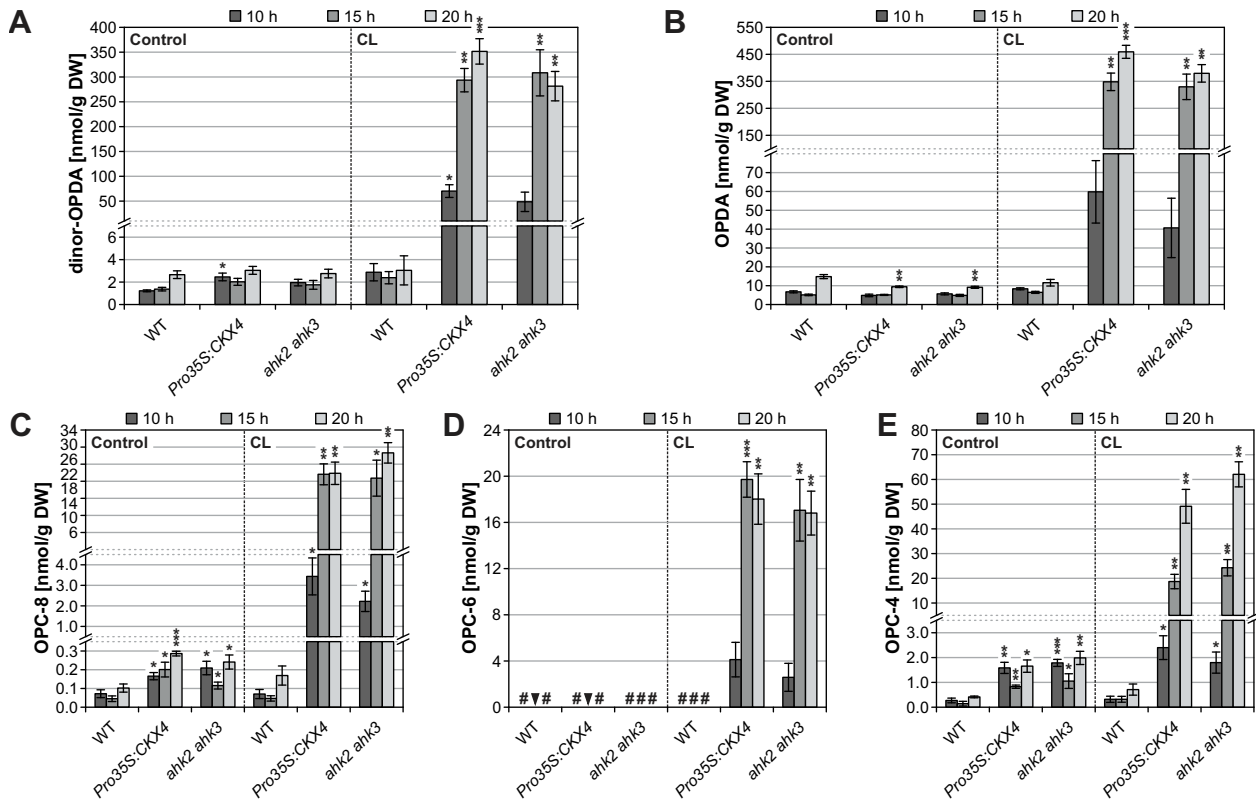 A
10 h 15 h 20 h
dinor-OPDA [nmol/g DW]
400
350
300
250
200
150
100
50
6
4
2
0
Control
CL
*
*
**
***
**
**
WT
Pro35S:CKX4
ahk2 ahk3
WT
Pro35S:CKX4
ahk2 ahk3
B
10 h 15 h 20 h
OPDA [nmol/g DW]
550
450
350
250
150
70
60
50
40
30
20
10
0
Control
CL
**
**
**
***
**
**
WT
Pro35S:CKX4
ahk2 ahk3
WT
Pro35S:CKX4
ahk2 ahk3
C
10 h 15 h 20 h
OPC-8 [nmol/g DW]
34
30
26
22
18
14
10
6
4.0
3.0
2.0
1.0
0.3
0.2
0.1
0.0
Control
CL
*
*
***
*
*
*
*
**
**
*
*
**
WT
Pro35S:CKX4
ahk2 ahk3
WT
Pro35S:CKX4
ahk2 ahk3
D
10 h 15 h 20 h
OPC-6 [nmol/g DW]
24
20
16
12
8
4
0
Control
CL
#▼# #▼# ### ###
***
**
**
**
WT
Pro35S:CKX4
ahk2 ahk3
WT
Pro35S:CKX4
ahk2 ahk3
E
10 h 15 h 20 h
OPC-4 [nmol/g DW]
80
70
60
50
40
30
20
10
3.0
2.0
1.0
0.0
Control
CL
**
**
*
***
*
**
*
**
**
*
**
**
WT
Pro35S:CKX4
ahk2 ahk3
WT
Pro35S:CKX4
ahk2 ahk3